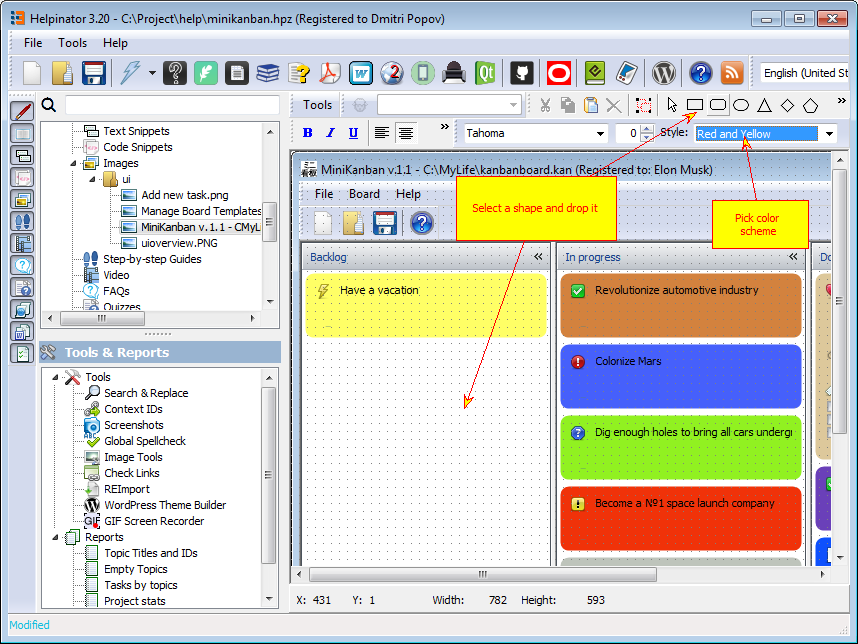 Helpinator 3.20 - C:\Project\help\minikanban.hpz (Registered to Dmitri Popov)
File Tools Help
English (United St
Tools
B I U
Tahoma
0
Style:
Red and Yellow
Text Snippets
Code Snippets
Images
ui
Add new task.png
Manage Board Templates
MiniKanban v.1.1 - CMyLi
uioverview.PNG
Step-by-step Guides
Video
FAQs
Quizzes
Tools & Reports
Tools
Search & Replace
Context IDs
Screenshots
Global Spellcheck
Image Tools
Check Links
REImport
WordPress Theme Builder
GIF GIF Screen Recorder
Reports
Topic Titles and IDs
Empty Topics
Tasks by topics
Project stats
MiniKanban v.1.1 - C:\MyLife\kanbanboard.kan (Registered to: Elon Musk)
File Board Help
Select a shape and drop it
Pick color
scheme
Backlog
Have a vacation
In progress
Revolutionize automotive industry
Colonize Mars
Dig enough holes to bring all cars undergr
Become a №1 space launch company
Do
X: 431 Y: 1 Width: 782 Height: 593
Modified